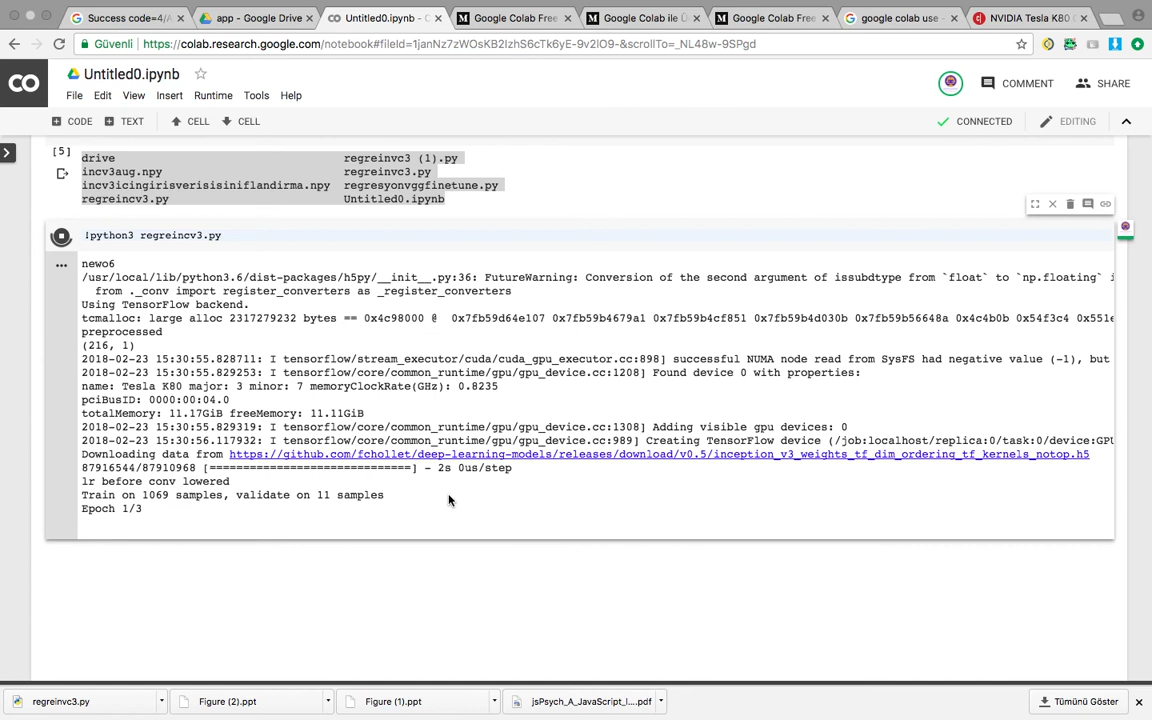 Success code=4/A
app - Google Drive
Untitled0.ipynb - C
Google Colab Free
Google Colab ile Ü
Google Colab Free
google colab use -
NVIDIA Tesla K80 D
Güvenli
https://colab.research.google.com/notebook#fileId=1janNz7zWOsKB2IzhS6cTk6yE-9v2IO9-&scrollTo=_NL48w-9SPgd
CO
Untitled0.ipynb
COMMENT
SHARE
File Edit View Insert Runtime Tools Help
CODE TEXT CELL CELL
CONNECTED
EDITING
[5]
drive regreinvc3 (1).py
incv3aug.npy regreinvc3.py
incv3icingirisverisisiniflandirma.npy regresyonvggfinetune.py
regreincv3.py Untitled0.ipynb
!python3 regreincv3.py
newo6
/usr/local/lib/python3.6/dist-packages/h5py/__init__.py:36: FutureWarning: Conversion of the second argument of issubdtype from `float` to `np.floating` i
from ._conv import register_converters as _register_converters
Using TensorFlow backend.
tcmalloc: large alloc 2317279232 bytes == 0x4c98000 @ 0x7fb59d64e107 0x7fb59b4679a1 0x7fb59b4cf851 0x7fb59b4d030b 0x7fb59b56648a 0x4c4b0b 0x54f3c4 0x551e
preprocessed
(216, 1)
2018-02-23 15:30:55.828711: I tensorflow/stream_executor/cuda/cuda_gpu_executor.cc:898] successful NUMA node read from SysFS had negative value (-1), but
2018-02-23 15:30:55.829253: I tensorflow/core/common_runtime/gpu/gpu_device.cc:1208] Found device 0 with properties:
name: Tesla K80 major: 3 minor: 7 memoryClockRate(GHz): 0.8235
pciBusID: 0000:00:04.0
totalMemory: 11.17GiB freeMemory: 11.11GiB
2018-02-23 15:30:55.829319: I tensorflow/core/common_runtime/gpu/gpu_device.cc:1308] Adding visible gpu devices: 0
2018-02-23 15:30:56.117932: I tensorflow/core/common_runtime/gpu/gpu_device.cc:989] Creating TensorFlow device (/job:localhost/replica:0/task:0/device:GPU
Downloading data from https://github.com/fchollet/deep-learning-models/releases/download/v0.5/inception_v3_weights_tf_dim_ordering_tf_kernels_notop.h5
87916544/87910968 [==============================] - 2s 0us/step
lr before conv lowered
Train on 1069 samples, validate on 11 samples
Epoch 1/3
regreinvc3.py
Figure (2).ppt
Figure (1).ppt
jsPsych_A_JavaScript_l....pdf
Tümünü Göster